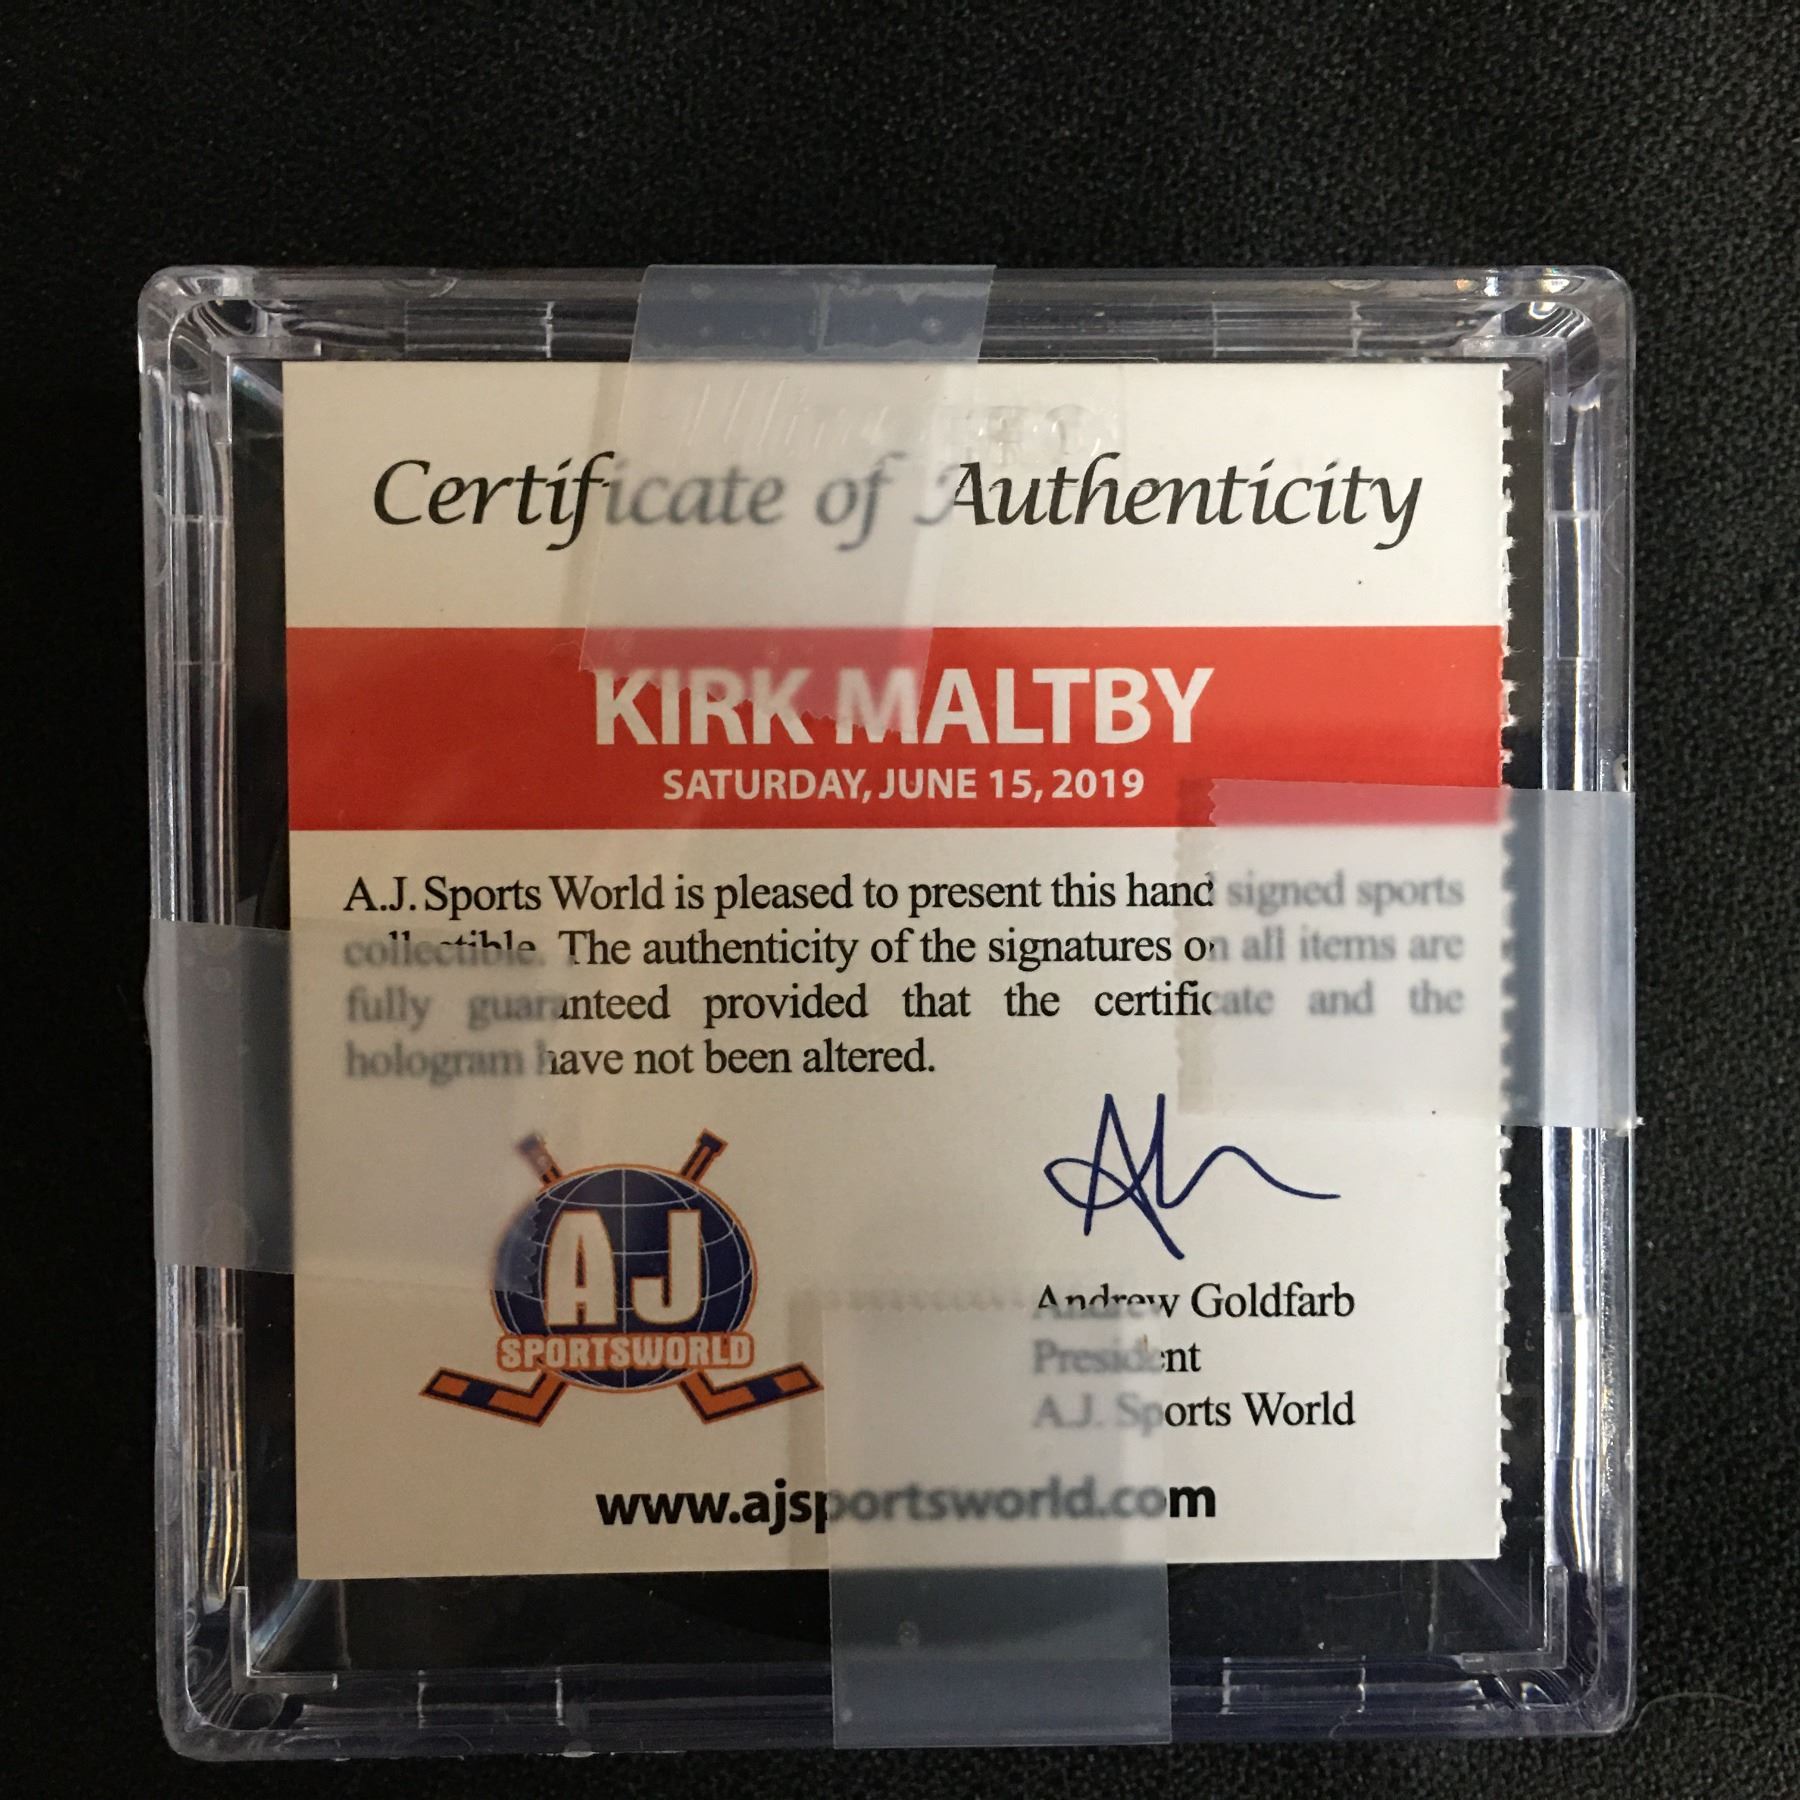 Certificate of Authenticity
KIRK MALTBY
SATURDAY, JUNE 15, 2019
A.J. Sports World is pleased to present this hand signed sports
collectible. The authenticity of the signatures on all items are
fully guaranteed provided that the certificate and the
hologram have not been altered.
AJ
SPORTSWORLD
Andrew Goldfarb
President
A.J. Sports World
www.ajsportsworld.com